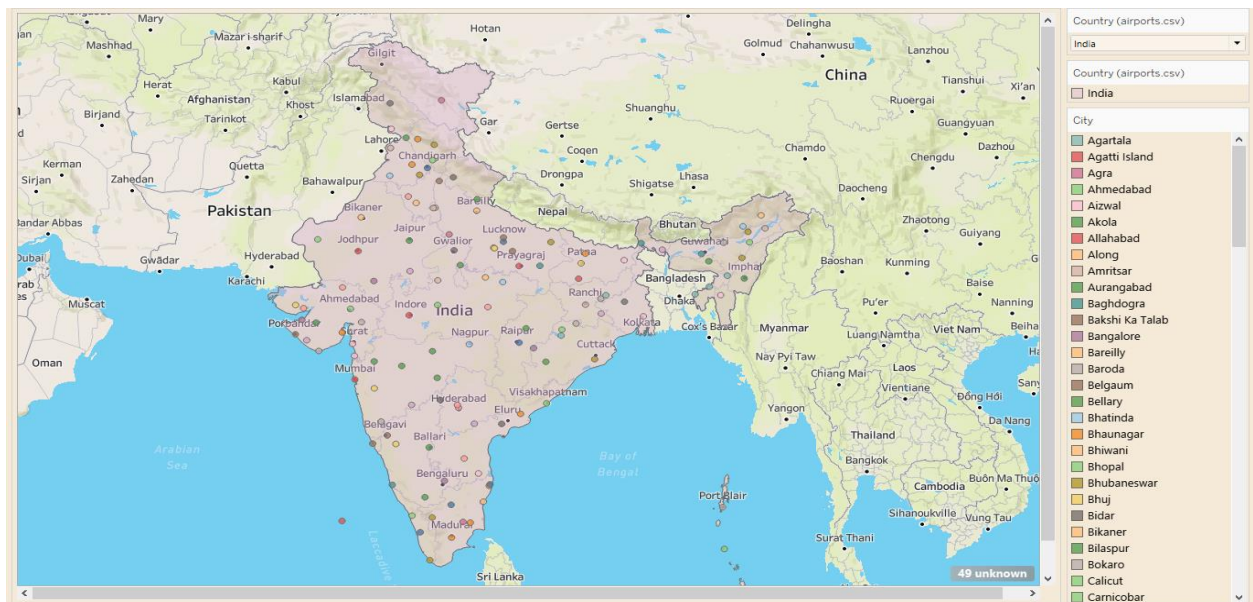 Mary
Hotan
Delingha
Mashhad
Mazar-i-sharif
Golmud
Chahanwusu
Lanzhou
Gilgit
China
Tianshui
Xi'an
Herat
Kabul
Islamabad
Afghanistan
Khost
Ruoergai
Birjand
Tarinkot
Shuanghu
Gar
Gertse
Guangyuan
Lahore
Kerman
Quetta
Chandigarh
Coqen
Chamdo
Chengdu
Dazhou
Sirjan
Zahedan
Bahawalpur
Drongpa
Lhasa
Shigatse
Daocheng
Pakistan
Bikaner
Bareilly
Nepal
Bhutan
Zhaotong
Bandar Abbas
Jaipur
Lucknow
Guiyang
Jodhpur
Gwalior
Guwahati
Dubai
Gwādar
Hyderabad
Prayagraj
Patna
Imphal
Baoshan
Kunming
Karachi
Bangladesh
Baise
Muscat
Ahmedabad
Indore
India
Ranchi
Dhaka
Pu'er
Nanning
Porbandar
Surat
Nagpur
Raipur
Kolkata
Cox's Bazar
Myanmar
Luang Namtha
Viet Nam
Beiha
Oman
Cuttack
Mumbai
Nay Pyi Taw
Laos
Chiang Mai
Vientiane
Hyderabad
Visakhapatnam
Đồng Hới
Yangon
Eluru
Da Nang
Belagavi
Ballari
Thailand
Arabian
Sea
Bay of
Bengal
Bangkok
Bengaluru
Cambodia
Buôn Ma Thuộ
Port Blair
Sihanoukville
Vung Tau
Madurai
Laccadive
Surat Thani
Sri Lanka
49 unknown
Country (airports.csv)
India
Country (airports.csv)
India
City
Agartala
Agatti Island
Agra
Ahmedabad
Aizwal
Akola
Allahabad
Along
Amritsar
Aurangabad
Baghdogra
Bakshi Ka Talab
Bangalore
Bareilly
Baroda
Belgaum
Bellary
Bhatinda
Bhaunagar
Bhiwani
Bhopal
Bhubaneswar
Bhuj
Bidar
Bikaner
Bilaspur
Bokaro
Calicut
Carnicobar